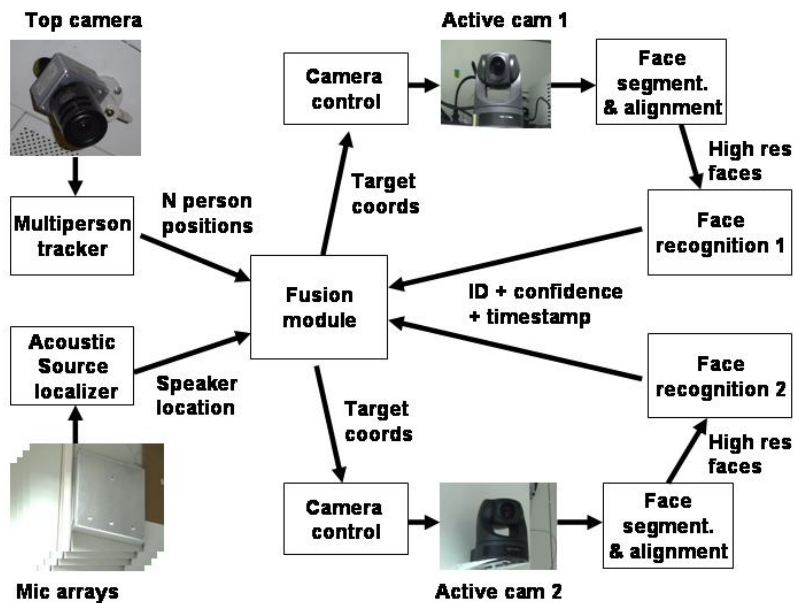 Top camera
Active cam 1
Camera
control
Face
segment.
& alignment
High res
faces
N person
positions
Target
coords
Multiperson
tracker
Face
recognition 1
Fusion
module
ID + confidence
+ timestamp
Acoustic
Source
localizer
Speaker
location
Face
recognition 2
Target
coords
High res
faces
Camera
control
Face
segment.
& alignment
Mic arrays
Active cam 2